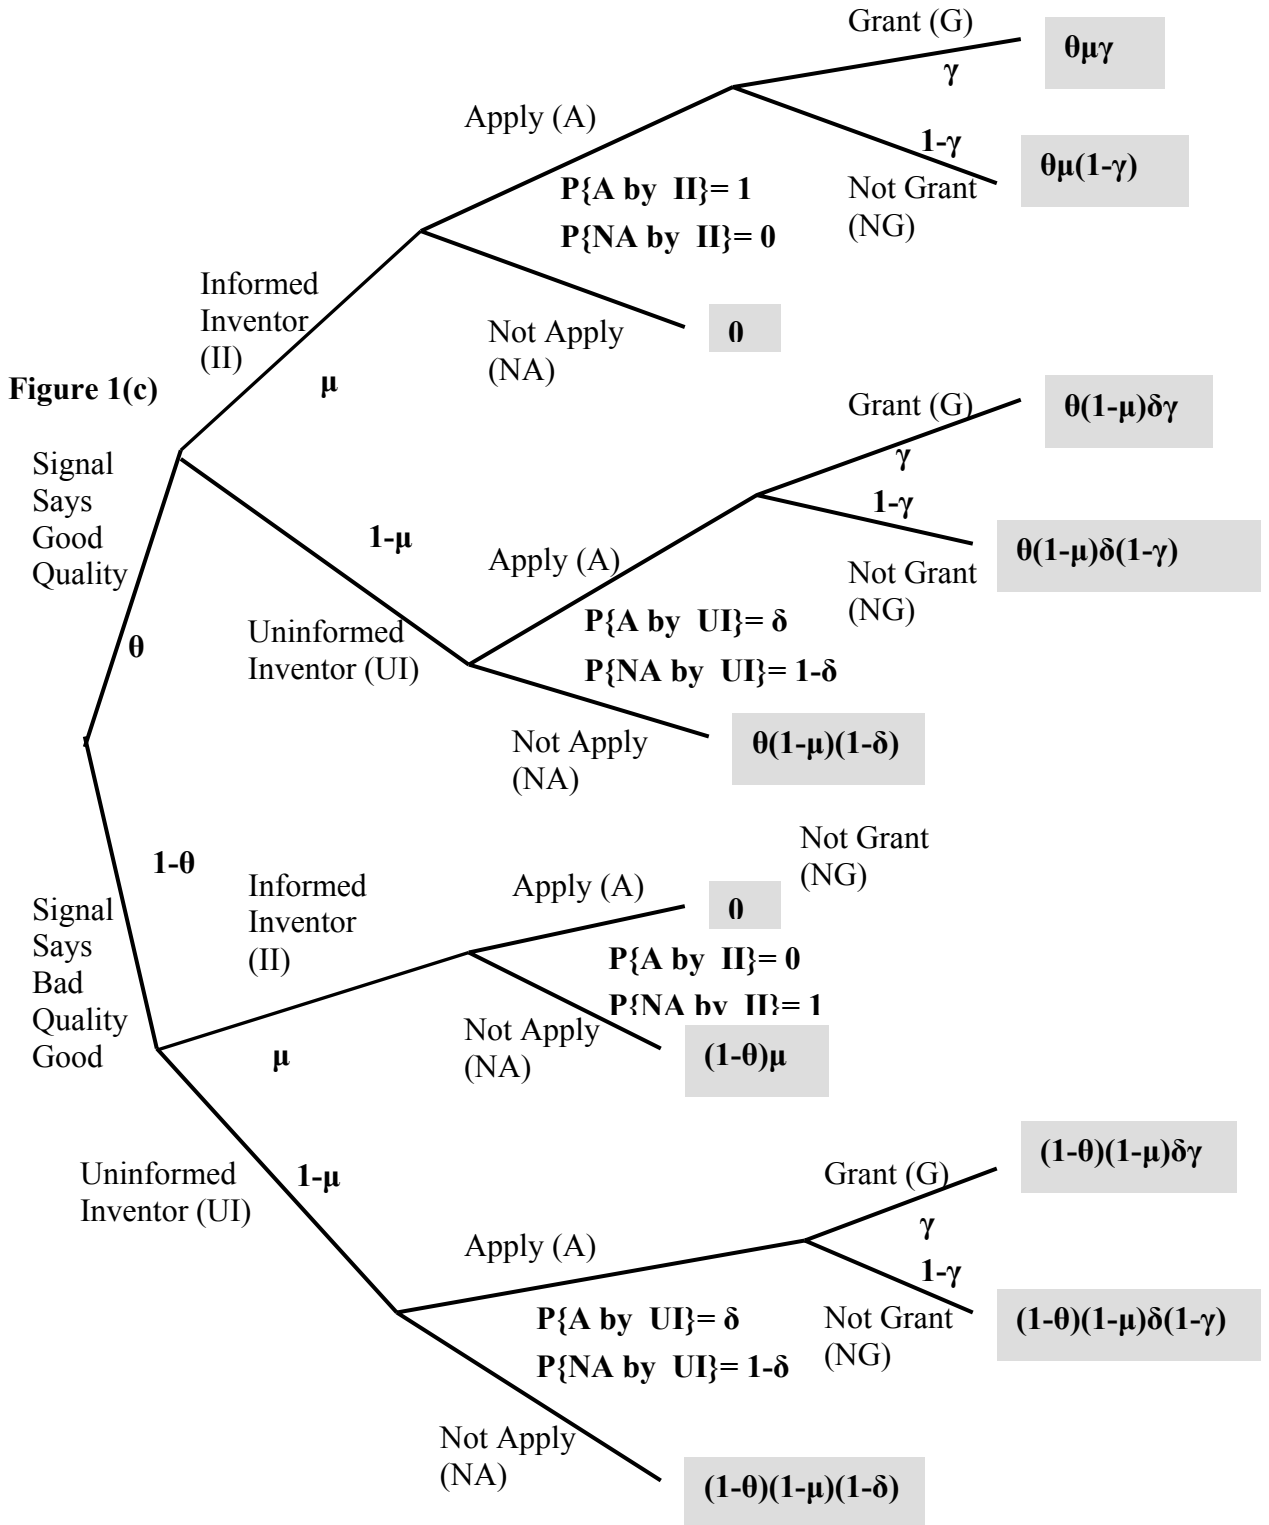 Grant (G)
θμγ
γ
Apply (A)
1-γ
θμ(1-γ)
P{A by II}= 1
Not Grant
(NG)
P{NA by II}= 0
Informed
Inventor
(II)
Not Apply
(NA)
0
μ
Figure 1(c)
Grant (G)
θ(1-μ)δγ
γ
Signal
Says
Good
Quality
1-γ
1-μ
Apply (A)
θ(1-μ)δ(1-γ)
Not Grant
(NG)
P{A by UI}= δ
Uninformed
Inventor (UI)
θ
P{NA by UI}= 1-δ
Not Apply
(NA)
θ(1-μ)(1-δ)
Not Grant
(NG)
1-θ
Informed
Inventor
(II)
Apply (A)
0
Signal
Says
Bad
Quality
Good
P{A by II}= 0
P{NA by II}= 1
Not Apply
(NA)
(1-θ)μ
μ
(1-θ)(1-μ)δγ
Uninformed
Inventor (UI)
1-μ
Grant (G)
γ
Apply (A)
1-γ
P{A by UI}= δ
Not Grant
(NG)
(1-θ)(1-μ)δ(1-γ)
P{NA by UI}= 1-δ
Not Apply
(NA)
(1-θ)(1-μ)(1-δ)